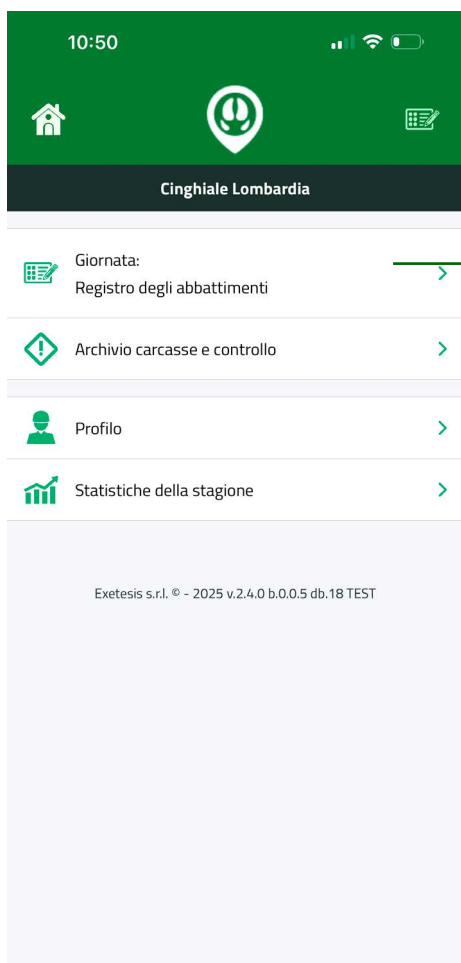 10:50
Cinghiale Lombardia
Giornata:
Registro degli abbattimenti
Archivio carcasse e controllo
Profilo
Statistiche della stagione
Exetesis s.r.l. © - 2025 v.2.4.0 b.0.0.5 db.18 TEST